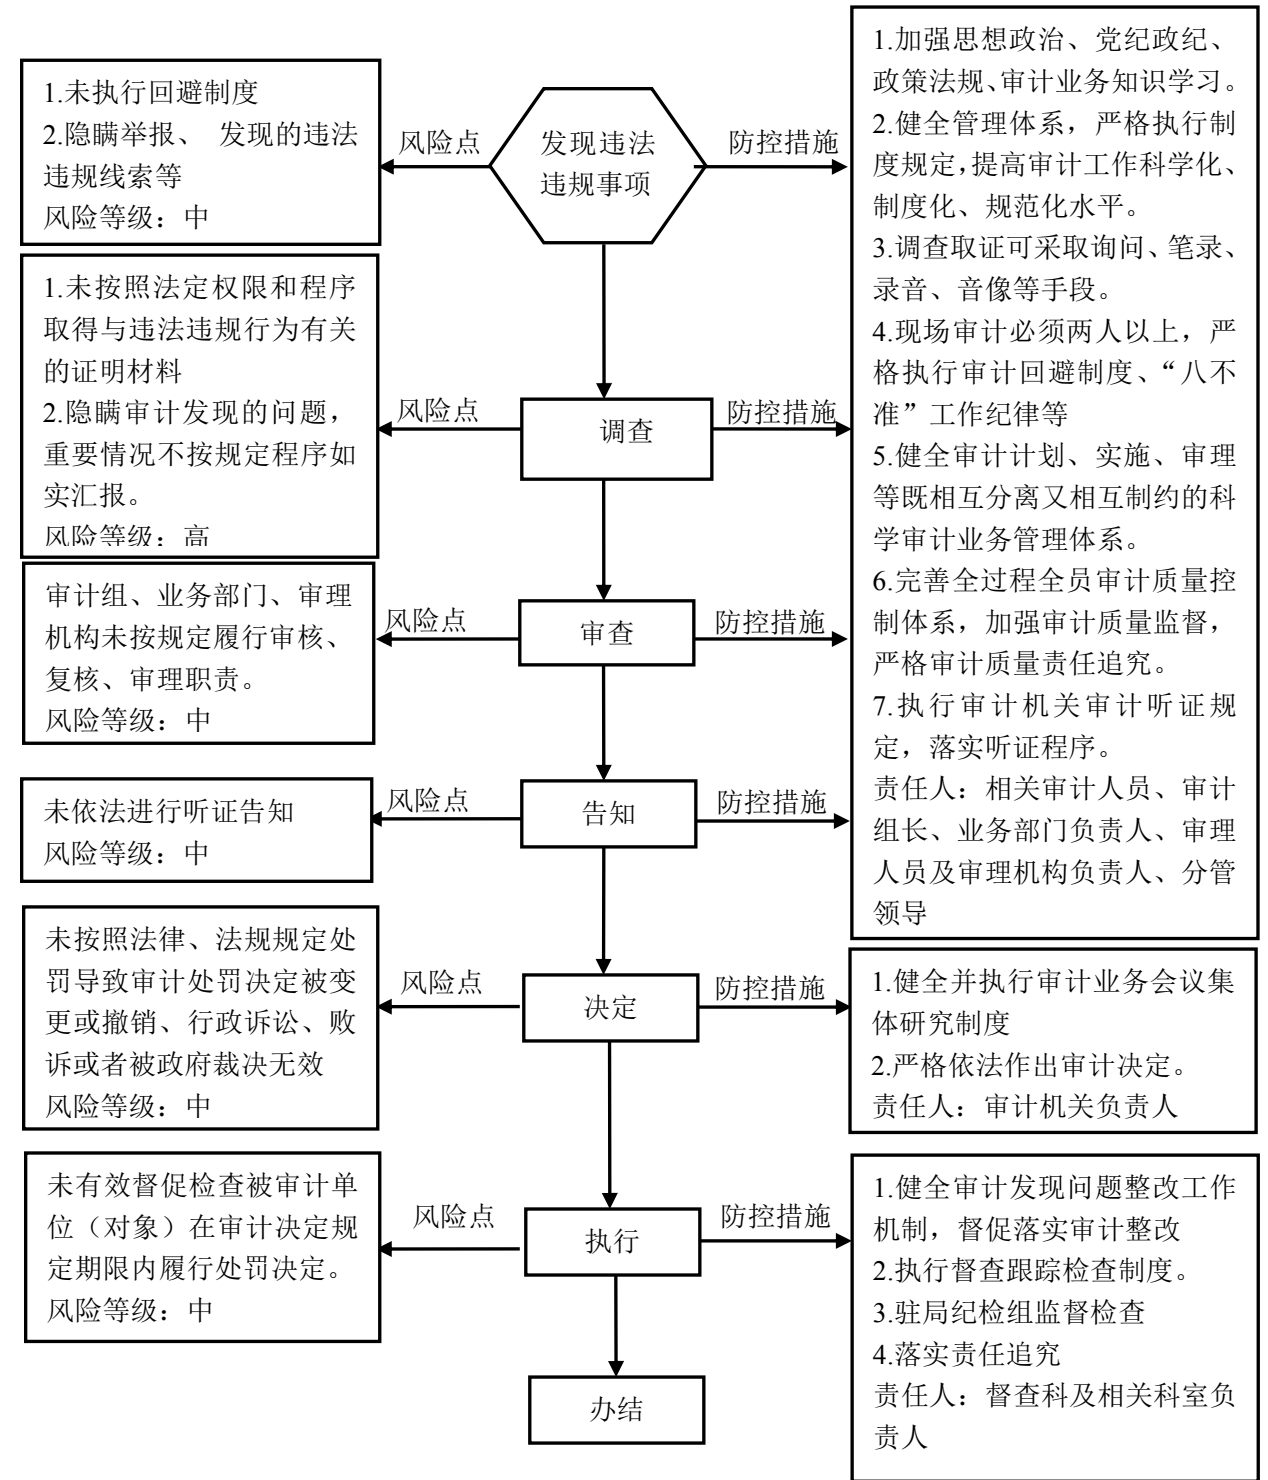 1.未执行回避制度
2.隐瞒举报、 发现的违法
违规线索等
风险等级：中
风险点
发现违法
违规事项
防控措施
1.加强思想政治、党纪政纪、
政策法规、审计业务知识学习。
2.健全管理体系，严格执行制
度规定，提高审计工作科学化、
制度化、规范化水平。
3.调查取证可采取询问、笔录、
录音、音像等手段。
4.现场审计必须两人以上，严
格执行审计回避制度、“八不
准”工作纪律等
5.健全审计计划、实施、审理
等既相互分离又相互制约的科
学审计业务管理体系。
6.完善全过程全员审计质量控
制体系，加强审计质量监督，
严格审计质量责任追究。
7.执行审计机关审计听证规
定，落实听证程序。
责任人：相关审计人员、审计
组长、业务部门负责人、审理
人员及审理机构负责人、分管
领导
1.未按照法定权限和程序
取得与违法违规行为有关
的证明材料
2.隐瞒审计发现的问题，
重要情况不按规定程序如
实汇报。
风险等级：高
风险点
调查
防控措施
审计组、业务部门、审理
机构未按规定履行审核、
复核、审理职责。
风险等级：中
风险点
审查
防控措施
未依法进行听证告知
风险等级：中
风险点
告知
防控措施
未按照法律、法规规定处
罚导致审计处罚决定被变
更或撤销、行政诉讼、败
诉或者被政府裁决无效
风险等级：中
风险点
决定
防控措施
1.健全并执行审计业务会议集
体研究制度
2.严格依法作出审计决定。
责任人：审计机关负责人
未有效督促检查被审计单
位（对象）在审计决定规
定期限内履行处罚决定。
风险等级：中
风险点
执行
防控措施
1.健全审计发现问题整改工作
机制，督促落实审计整改
2.执行督查跟踪检查制度。
3.驻局纪检组监督检查
4.落实责任追究
责任人：督查科及相关科室负
责人
办结